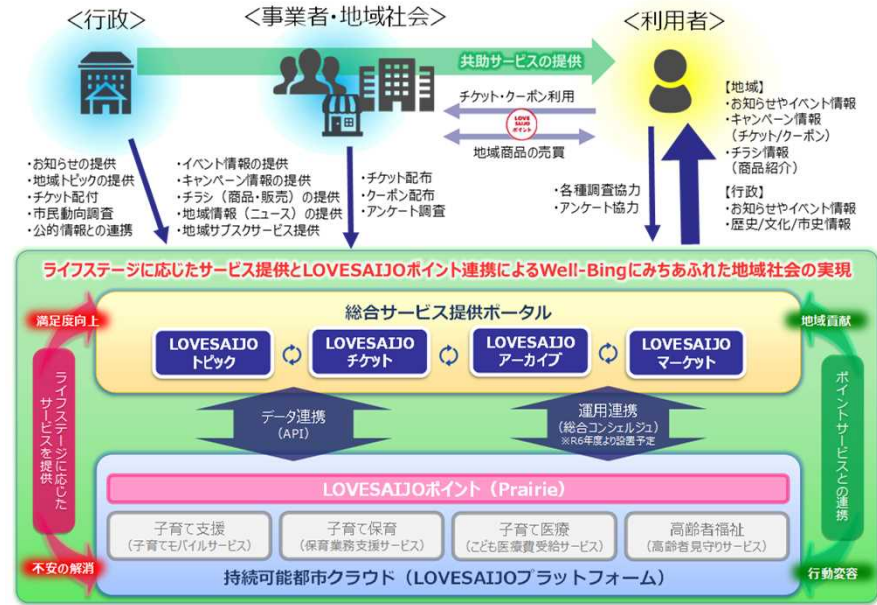 ＜行政＞
＜事業者・地域社会＞
＜利用者＞
共助サービスの提供
チケット・クーポン利用
LOVE
SAIJO
ポイント
地域商品の売買
・お知らせの提供
・地域トピックの提供
・チケット配付
・市民動向調査
・公的情報との連携
・イベント情報の提供
・キャンペーン情報の提供
・チラシ（商品・販売）の提供
・地域情報（ニュース）の提供
・地域サブスクサービス提供
・チケット配布
・クーポン配布
・アンケート調査
・各種調査協力
・アンケート協力
【地域】
・お知らせやイベント情報
・キャンペーン情報
（チケット/クーポン）
・チラシ情報
（商品紹介）
【行政】
・お知らせやイベント情報
・歴史/文化/市史情報
ライフステージに応じたサービス提供とLOVESAIJOポイント連携によるWell-Bingにみちあふれた地域社会の実現
満足度向上
ライフステージに応じた
サービスを提供
不安の解消
総合サービス提供ポータル
LOVESAIJO
トピック
LOVESAIJO
チケット
LOVESAIJO
アーカイブ
LOVESAIJO
マーケット
データ連携
（API）
運用連携
（総合コンシェルジュ）
※R6年度より設置予定
LOVESAIJOポイント（Prairie）
子育て支援
（子育てモバイルサービス）
子育て保育
（保育業務支援サービス）
子育て医療
（こども医療費受給サービス）
高齢者福祉
（高齢者見守りサービス）
持続可能都市クラウド（LOVESAIJOプラットフォーム）
地域貢献
ポイントサービスとの連携
行動変容